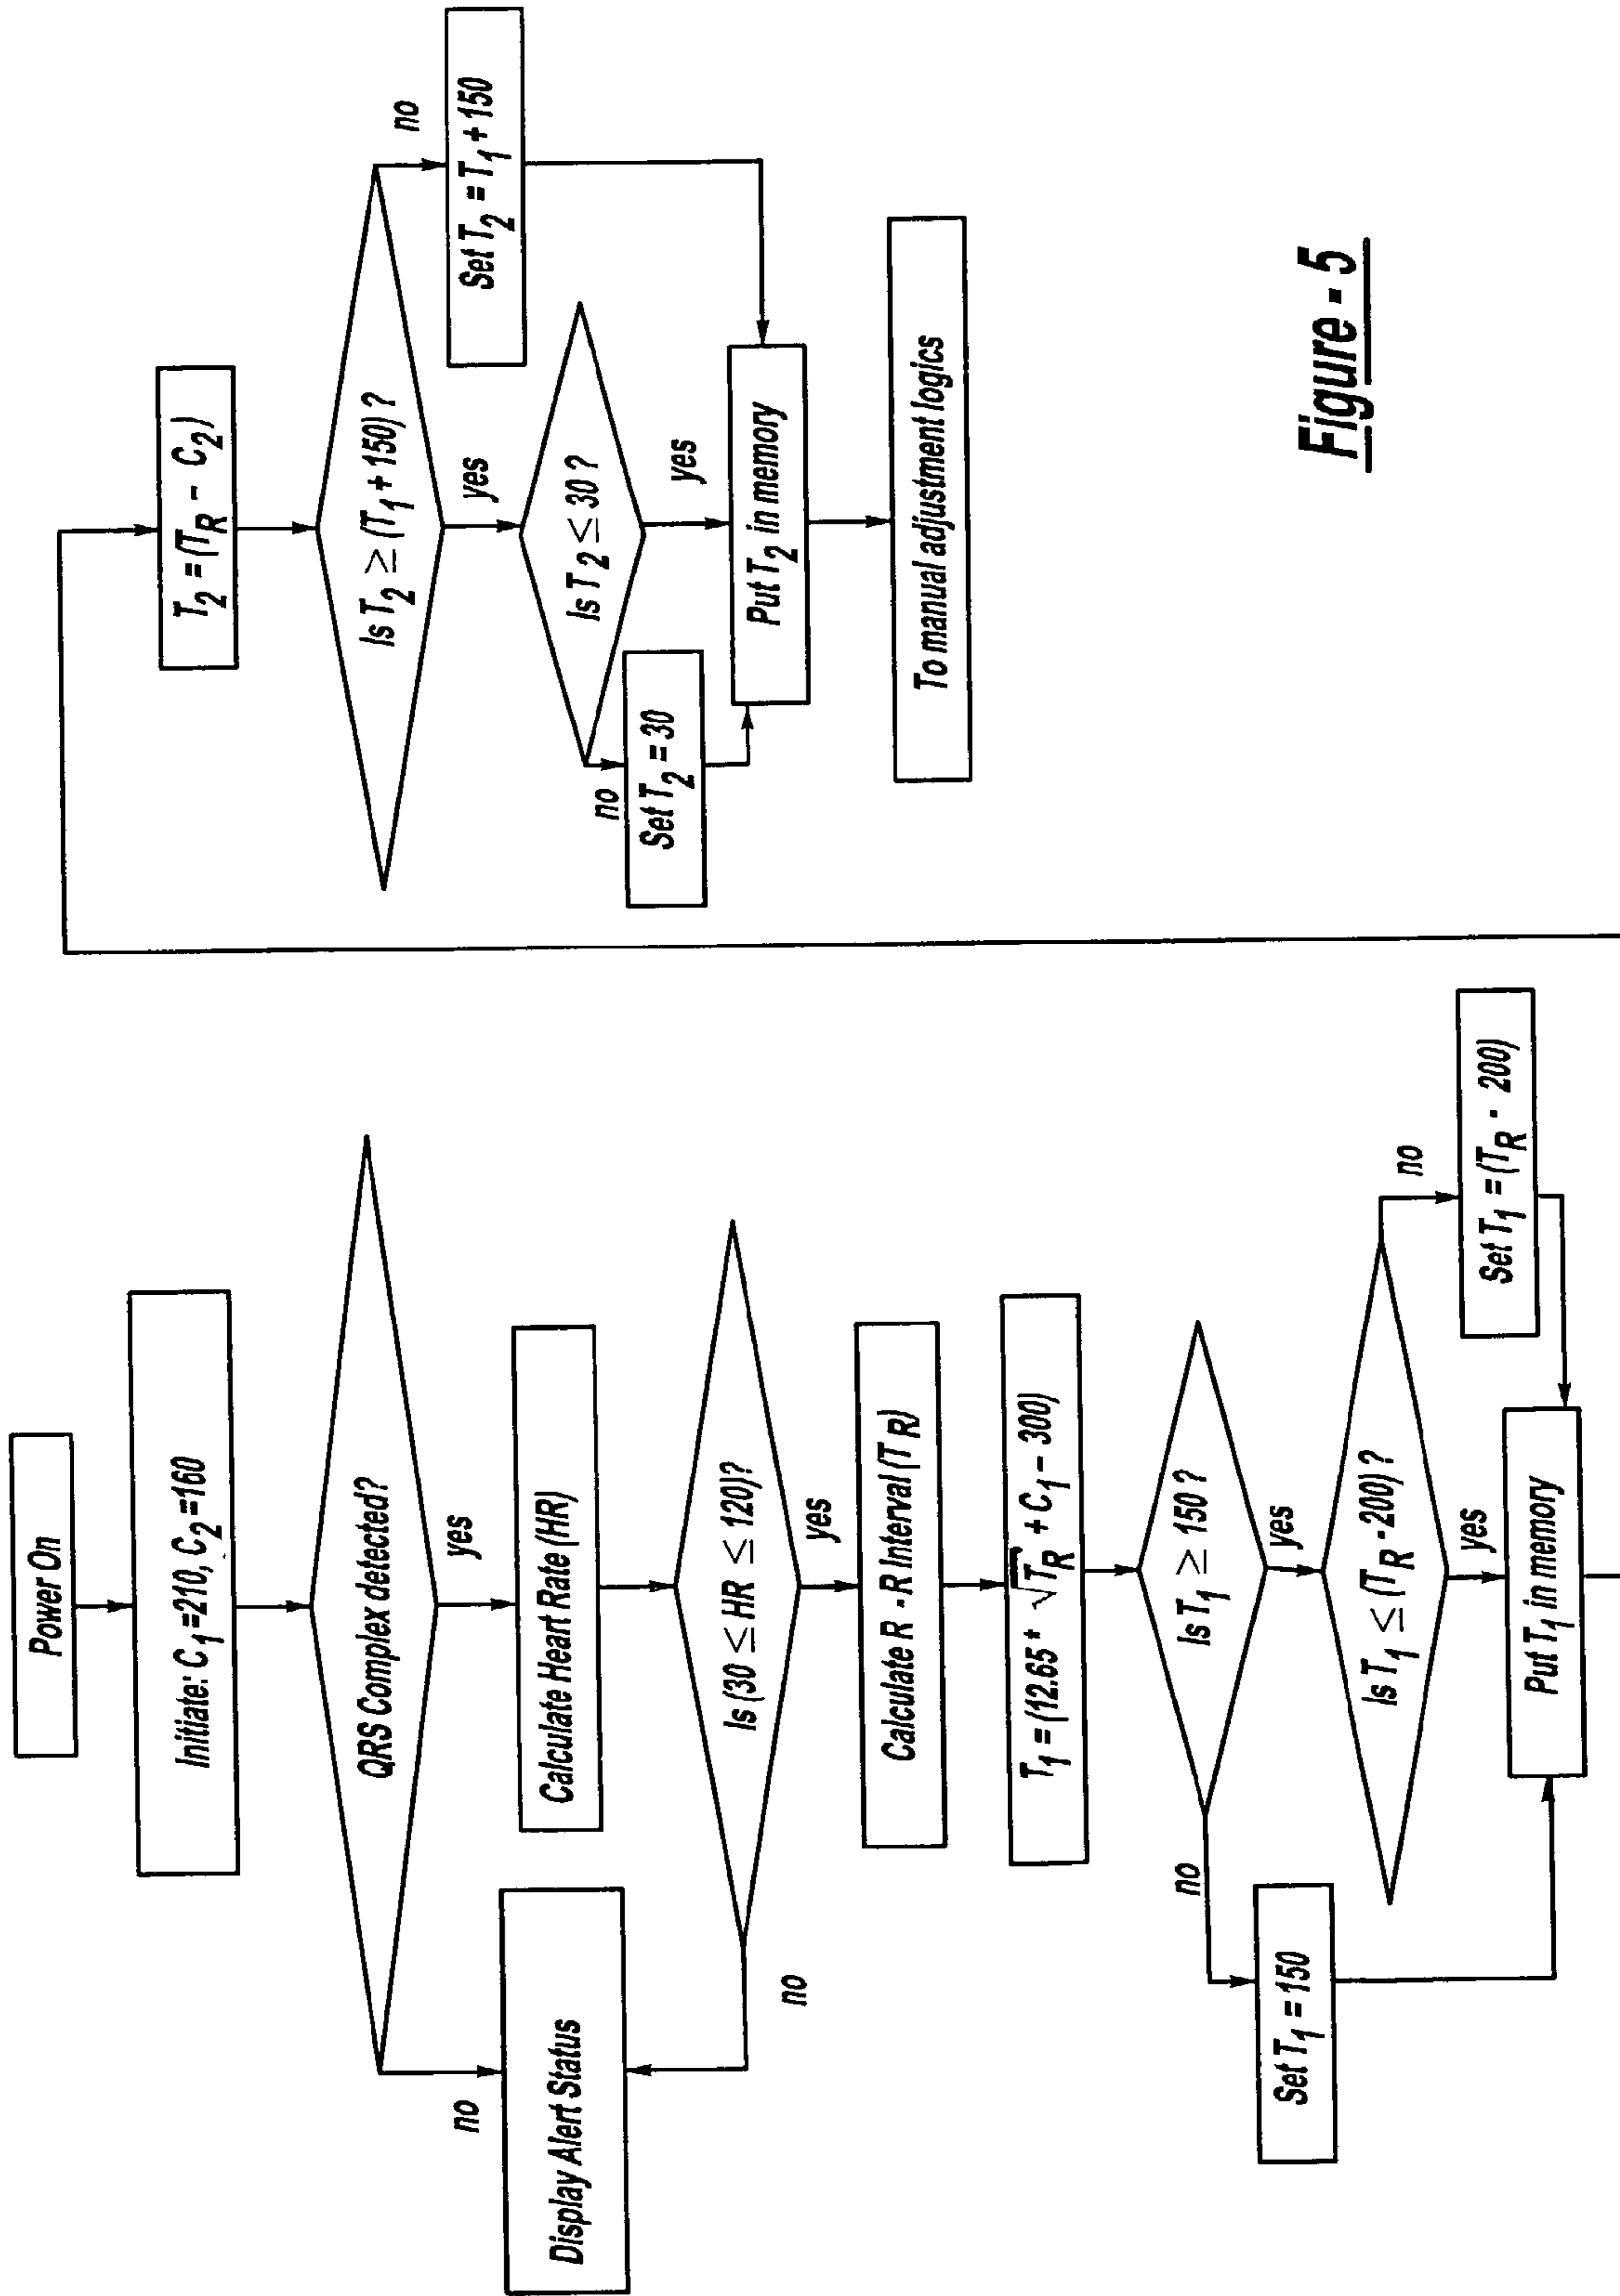 Power On
Initiate: C1=210, C2=160
QRS Complex detected?
no
yes
Display Alert Status
Calculate Heart Rate (HR)
Is (30 ≤ HR ≤ 120)?
no
yes
Calculate R - R Interval (T R)
T1 = (12.65 * √TR + C1 - 300)
Is T1 ≥ 150 ?
no
yes
Set T1 = 150
Is T1 ≤ (TR - 200) ?
no
yes
Set T1 = (TR - 200)
Put T1 in memory
T2 = (TR - C2)
Is T2 ≥ (T1 + 150) ?
no
yes
Set T2 = T1 + 150
Is T2 ≤ 30 ?
no
yes
Set T2 = 30
Put T2 in memory
To manual adjustment logics
Figure - 5